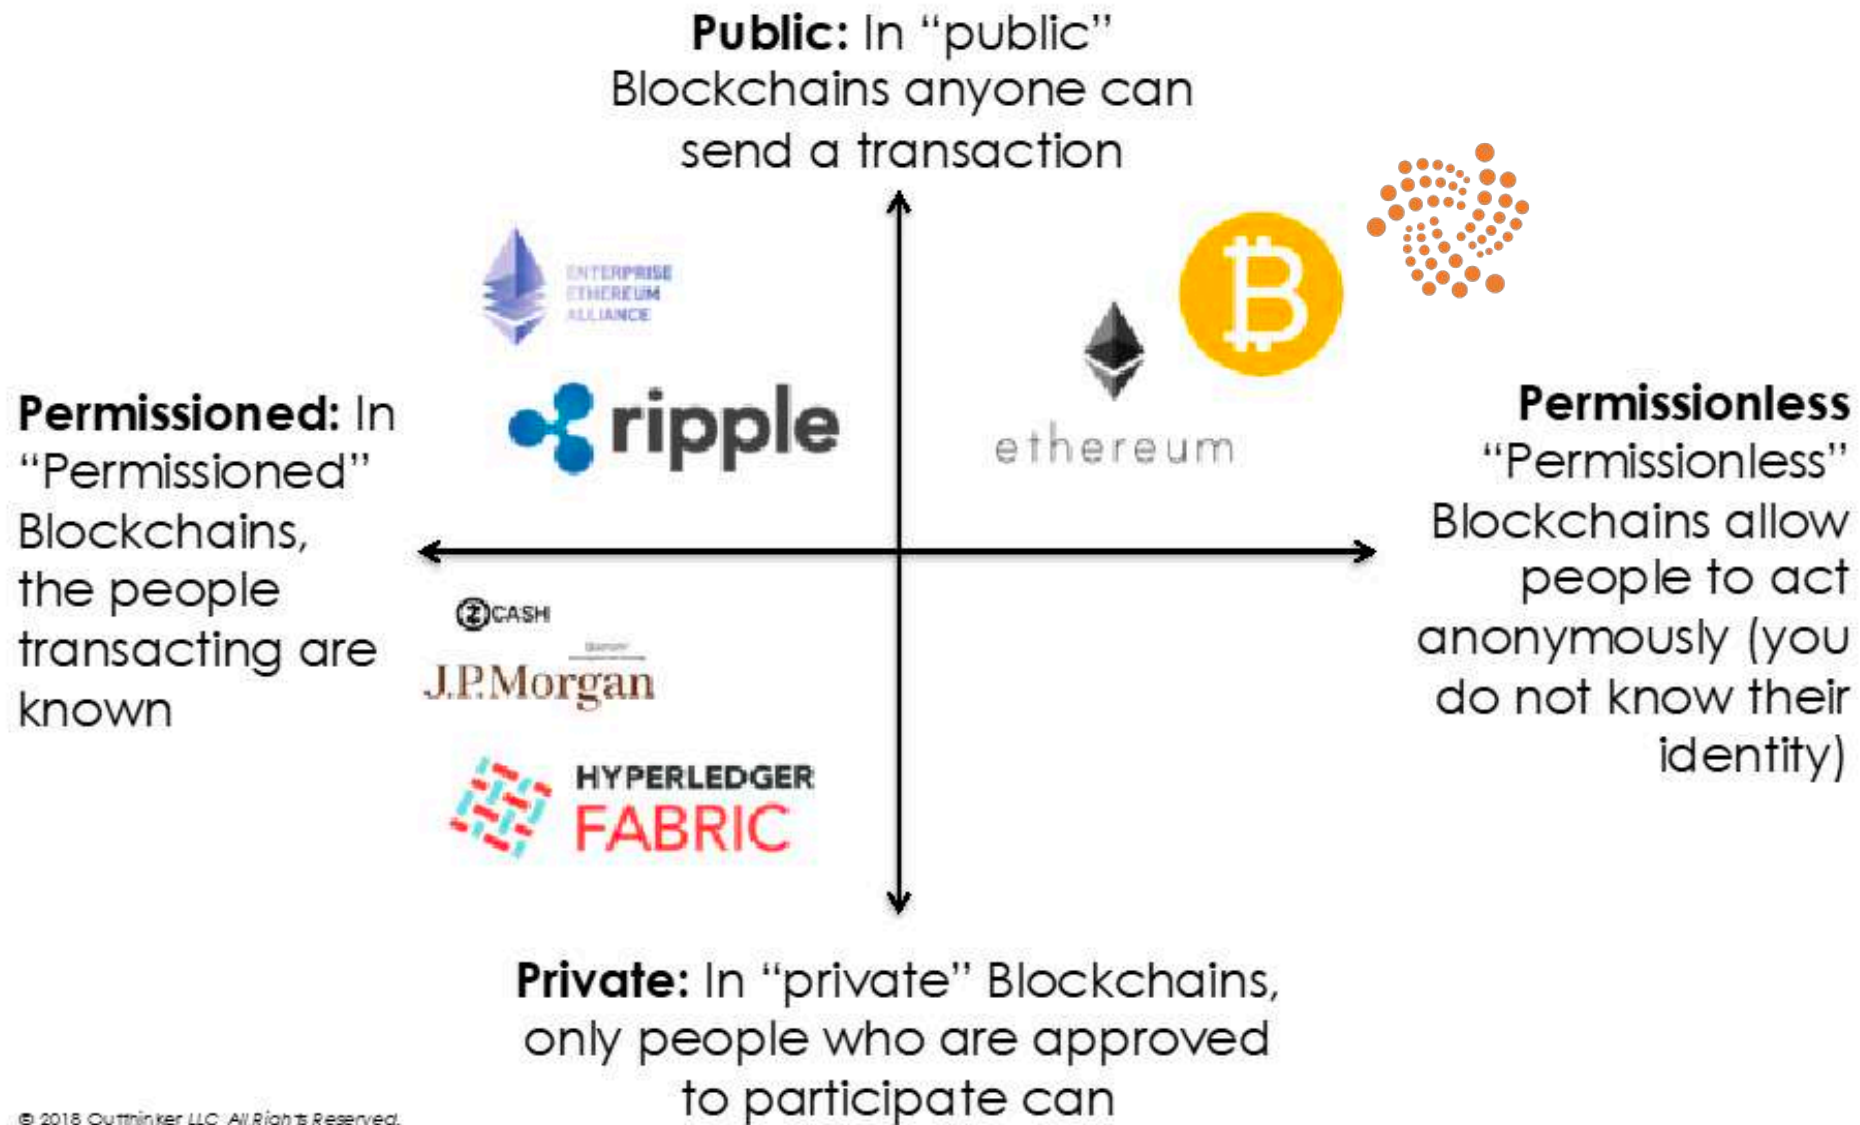 Public: In “public”
Blockchains anyone can
send a transaction
ENTERPRISE
ETHEREUM
ALLIANCE
ripple
ethereum
Permissioned: In
“Permissioned”
Blockchains,
the people
transacting are
known
Permissionless
“Permissionless”
Blockchains allow
people to act
anonymously (you
do not know their
identity)
ZCASH
J.P.Morgan
HYPERLEDGER
FABRIC
Private: In “private” Blockchains,
only people who are approved
to participate can
© 2018 Outthinker LLC All Rights Reserved.